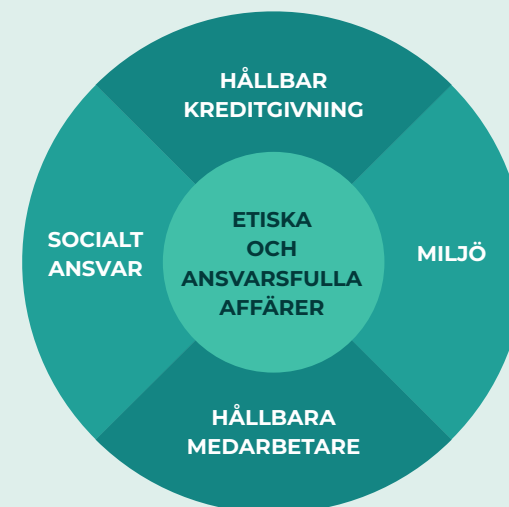 HÅLLBAR
KREDITGIVNING
SOCIALT
ANSVAR
ETISKA
OCH
ANSVARSFULLA
AFFÄRER
MILJÖ
HÅLLBARA
MEDARBETARE